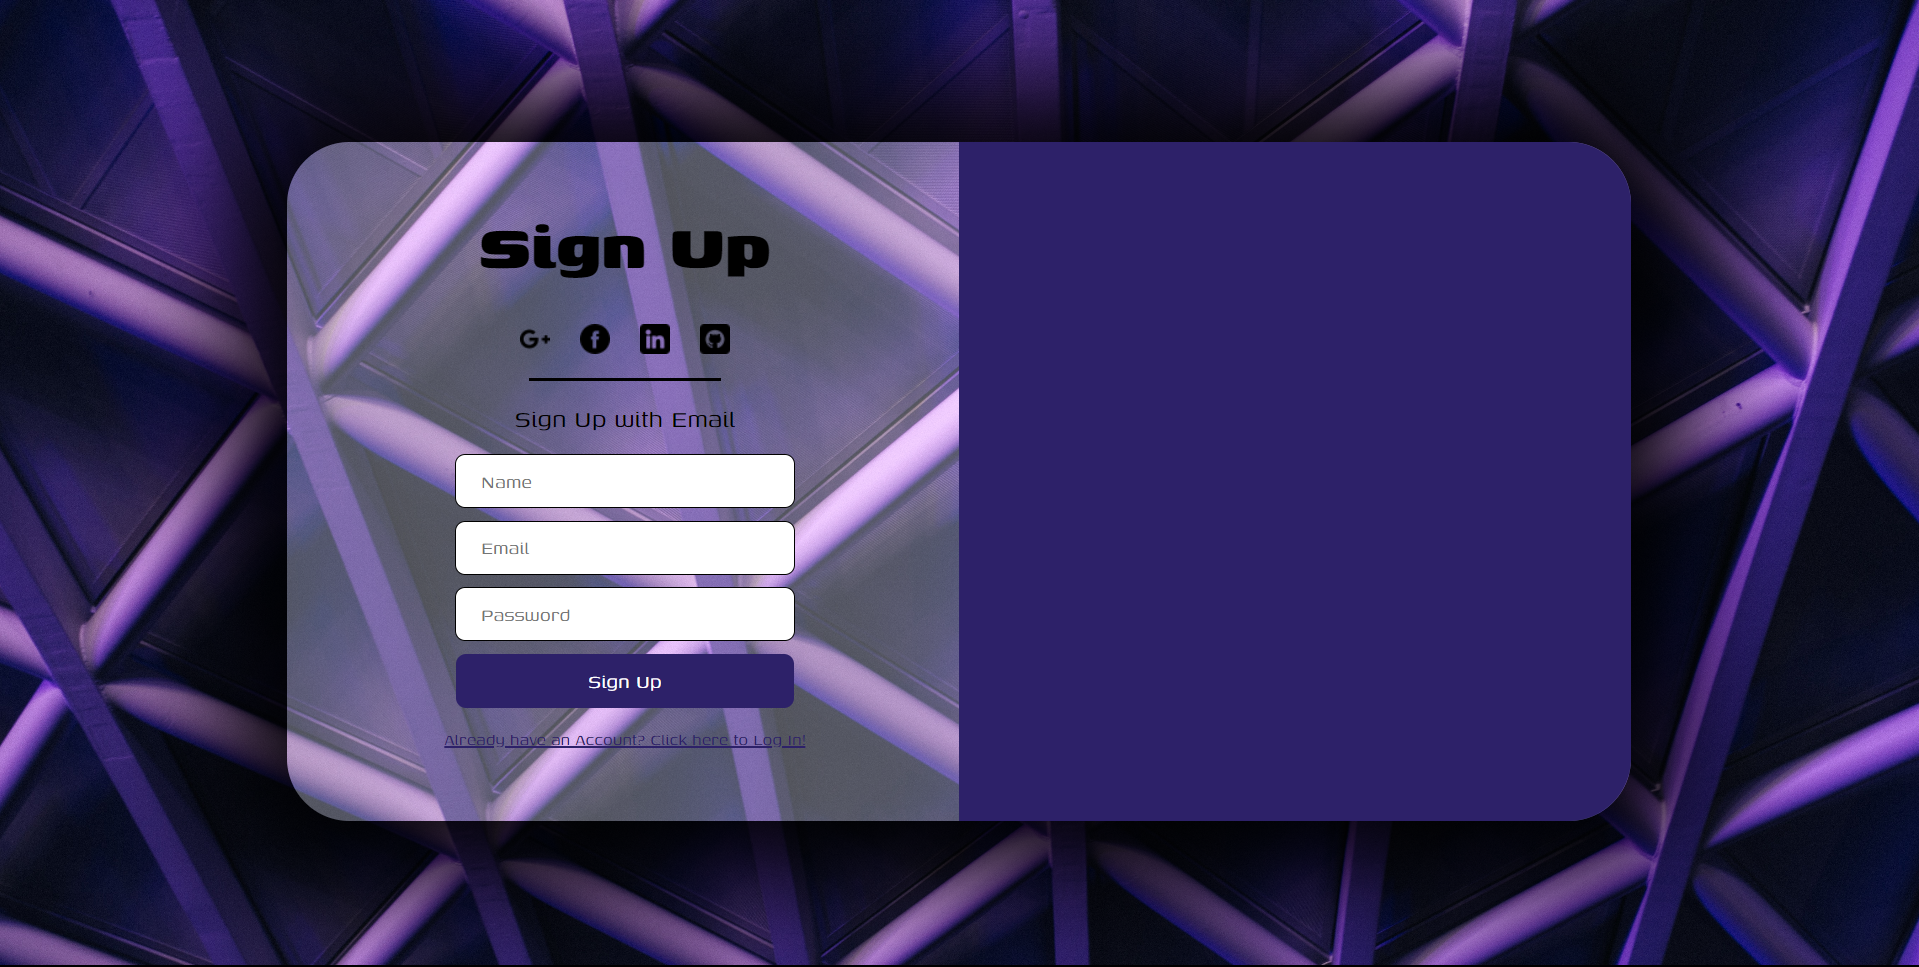 Sign Up
G+ f in
Sign Up with Email
Name
Email
Password
Sign Up
Already have an Account? Click here to Log In!